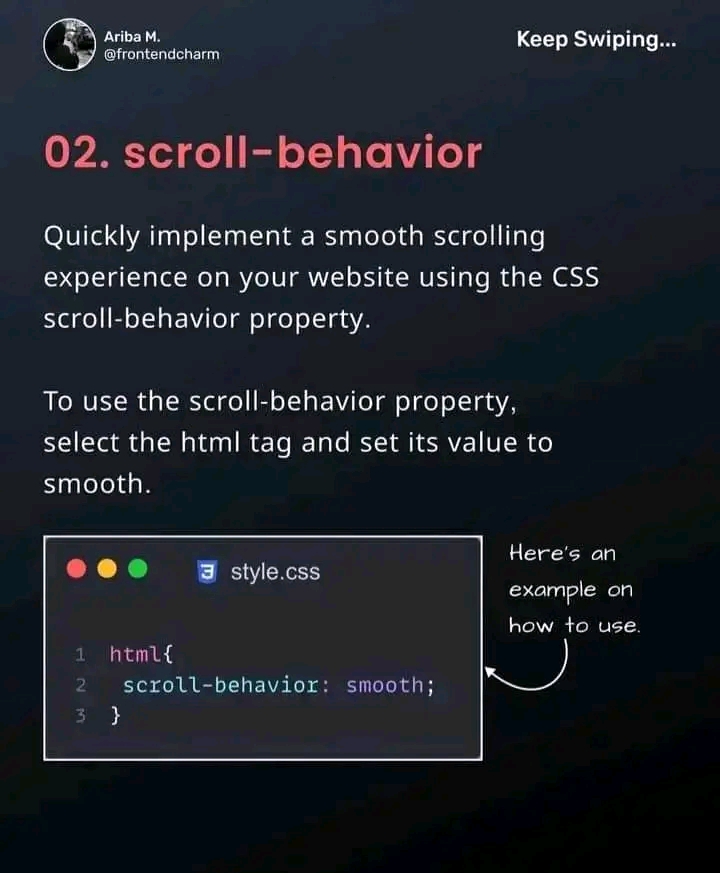 Ariba M.
@frontendcharm
Keep Swiping...
02. scroll-behavior
Quickly implement a smooth scrolling
experience on your website using the CSS
scroll-behavior property.
To use the scroll-behavior property,
select the html tag and set its value to
smooth.
style.css
1 html{
2 scroll-behavior: smooth;
3 }
Here's an
example on
how to use.